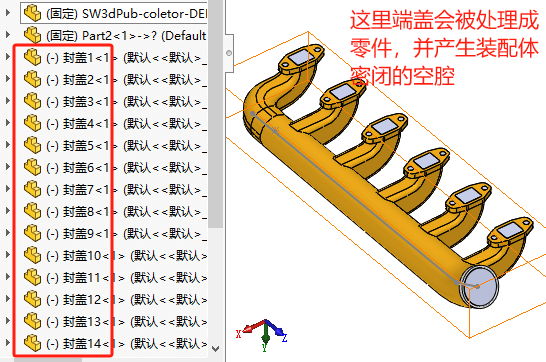 (固定) SW3dPub-coletor-DEI
(固定) Part2<1>->? (Default
(-) 封盖1<1> (默认<<默认>_
(-) 封盖2<1> (默认<<默认>_
(-) 封盖3<1> (默认<<默认>_
(-) 封盖4<1> (默认<<默认>_
(-) 封盖5<1> (默认<<默认>_
(-) 封盖6<1> (默认<<默认>_
(-) 封盖7<1> (默认<<默认>_
(-) 封盖8<1> (默认<<默认>_
(-) 封盖9<1> (默认<<默认>_
(-) 封盖10<1> (默认<<默认>
(-) 封盖11<1> (默认<<默认>
(-) 封盖12<1> (默认<<默认>
(-) 封盖13<1> (默认<<默认>
(-) 封盖14<1> (默认<<默认>
这里端盖会被处理成
零件，并产生装配体
密闭的空腔
X
Z
Y